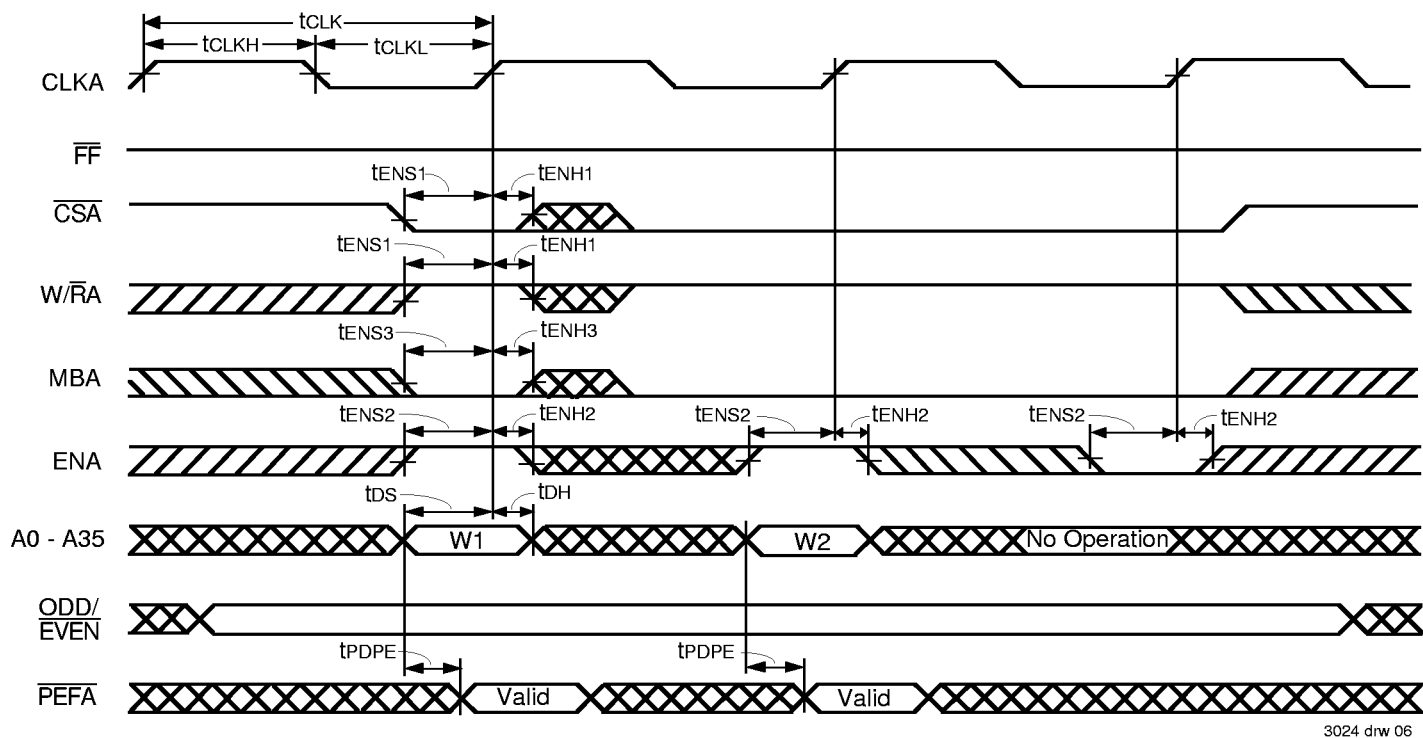 tCLK
tCLKH tCLKL
CLKA
FF
tENS1 tENH1
CSA
tENS1 tENH1
W/RA
tENS3 tENH3
MBA
tENS2 tENH2 tENS2 tENH2 tENS2 tENH2
ENA
tDS tDH
A0 - A35 W1 W2 No Operation
ODD/
EVEN
tPDPE tPDPE
PEFA Valid Valid
3024 drw 06